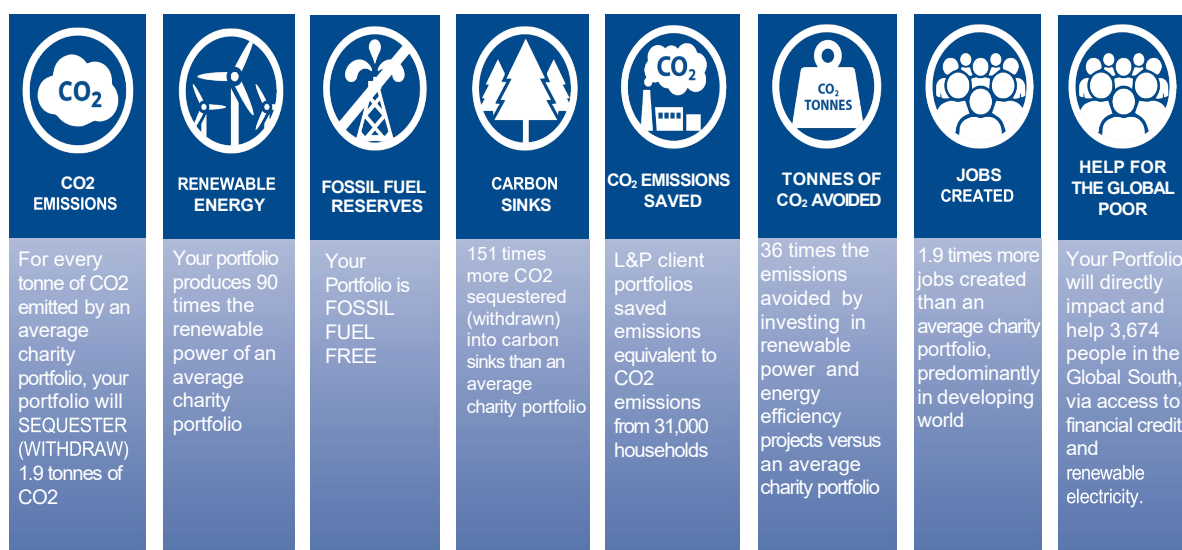 CO2
CO2
EMISSIONS
For every
tonne of CO2
emitted by an
average
charity
portfolio, your
portfolio will
SEQUESTER
(WITHDRAW)
1.9 tonnes of
CO2
RENEWABLE
ENERGY
Your portfolio
produces 90
times the
renewable
power of an
average
charity
portfolio
FOSSIL FUEL
RESERVES
Your
Portfolio is
FOSSIL
FUEL
FREE
CARBON
SINKS
151 times
more CO2
sequestered
(withdrawn)
into carbon
sinks than an
average
charity portfolio
CO₂
CO₂ EMISSIONS
SAVED
L&P client
portfolios
saved
emissions
equivalent to
CO2
emissions
from 31,000
households
CO₂
TONNES
TONNES OF
CO₂ AVOIDED
36 times the
emissions
avoided by
investing in
renewable
power and
energy
efficiency
projects versus
an average
charity portfolio
JOBS
CREATED
1.9 times more
jobs created
than an
average charity
portfolio,
predominantly
in developing
world
HELP FOR
THE GLOBAL
POOR
Your Portfolio
will directly
impact and
help 3,674
people in the
Global South,
via access to
financial credit
and
renewable
electricity.